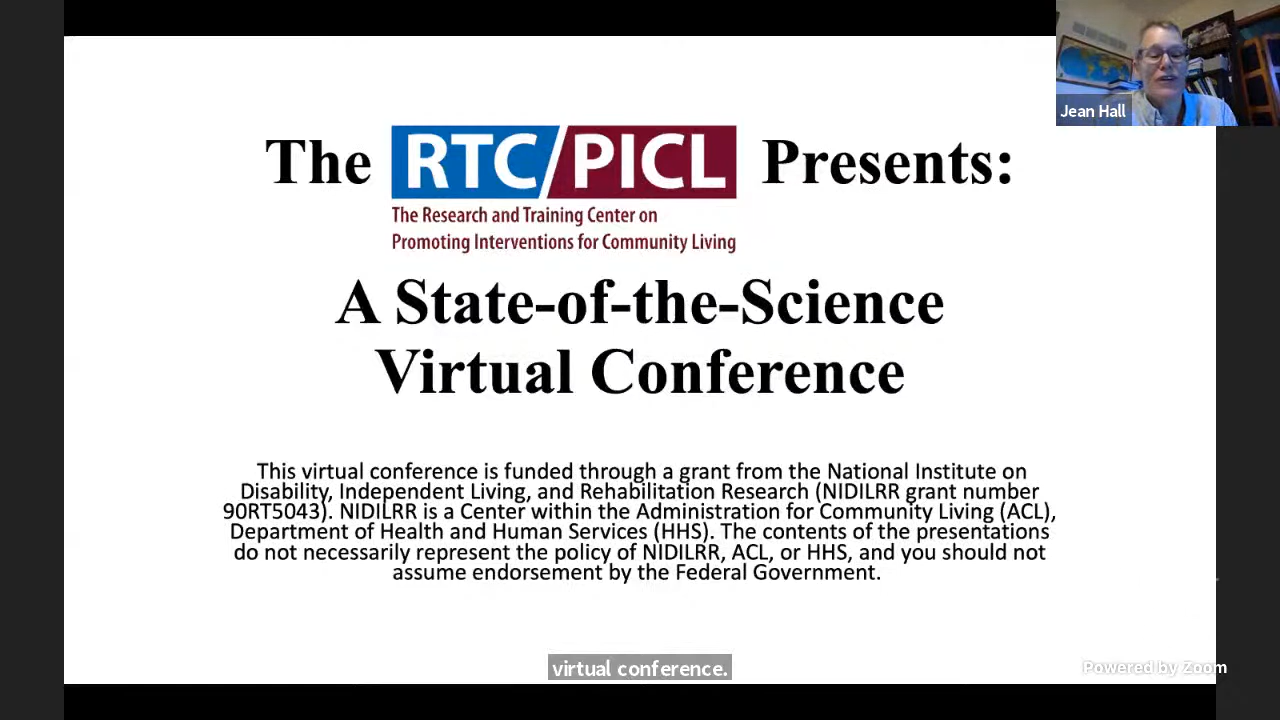 Jean Hall
The RTC/PICL Presents:
The Research and Training Center on
Promoting Interventions for Community Living
A State-of-the-Science
Virtual Conference
This virtual conference is funded through a grant from the National Institute on
Disability, Independent Living, and Rehabilitation Research (NIDILRR grant number
90RT5043). NIDILRR is a Center within the Administration for Community Living (ACL),
Department of Health and Human Services (HHS). The contents of the presentations
do not necessarily represent the policy of NIDILRR, ACL, or HHS, and you should not
assume endorsement by the Federal Government.
virtual conference.
Powered by Zoom